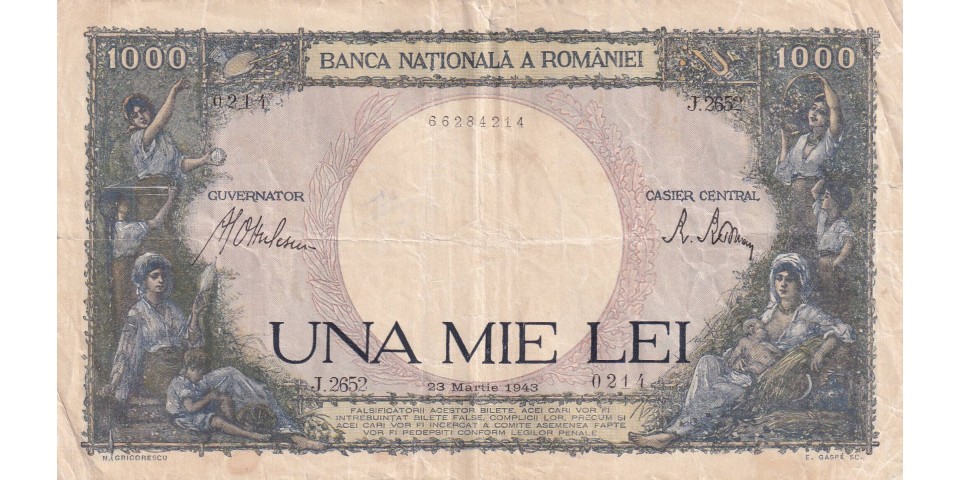 1000 BANCA NAȚIONALĂ A ROMÂNIEI 1000
0214 J.2652
66284214
GUVERNATOR CASIER CENTRAL
UNA MIE LEI
J.2652 23 Martie 1943 0214
FALSIFICATORII ACESTOR BILETE, ACEI CARI VOR FI
INTREBUINȚAT BILETE FALSE, COMPLICII LOR, PRECUM ȘI
ACEI CARI VOR FI INCERCAT A COMITE ASEMENEA FAPTE
VOR FI PEDEPSIȚI CONFORM LEGILOR PENALE
N. GRIGORESCU E. GASPÉ SC.